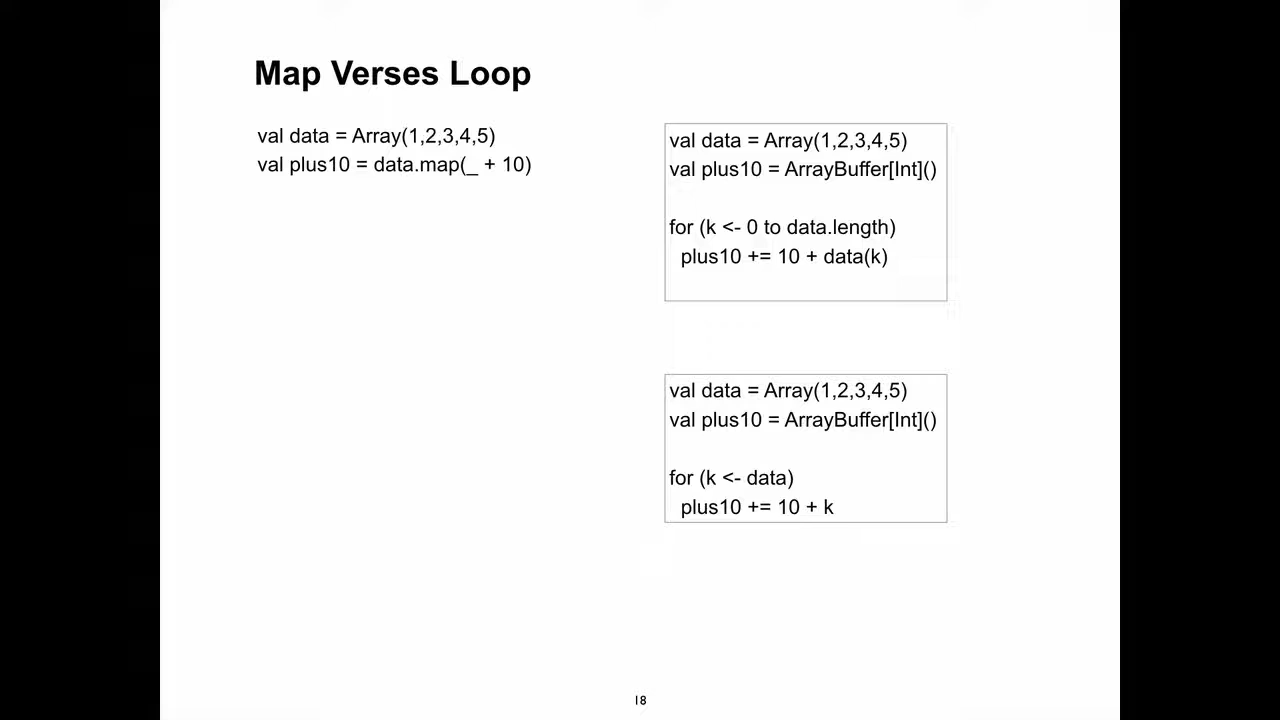 Map Verses Loop
val data = Array(1,2,3,4,5)
val plus10 = data.map(_ + 10)
val data = Array(1,2,3,4,5)
val plus10 = ArrayBuffer[Int]()
for (k <- 0 to data.length)
plus10 += 10 + data(k)
val data = Array(1,2,3,4,5)
val plus10 = ArrayBuffer[Int]()
for (k <- data)
plus10 += 10 + k
18